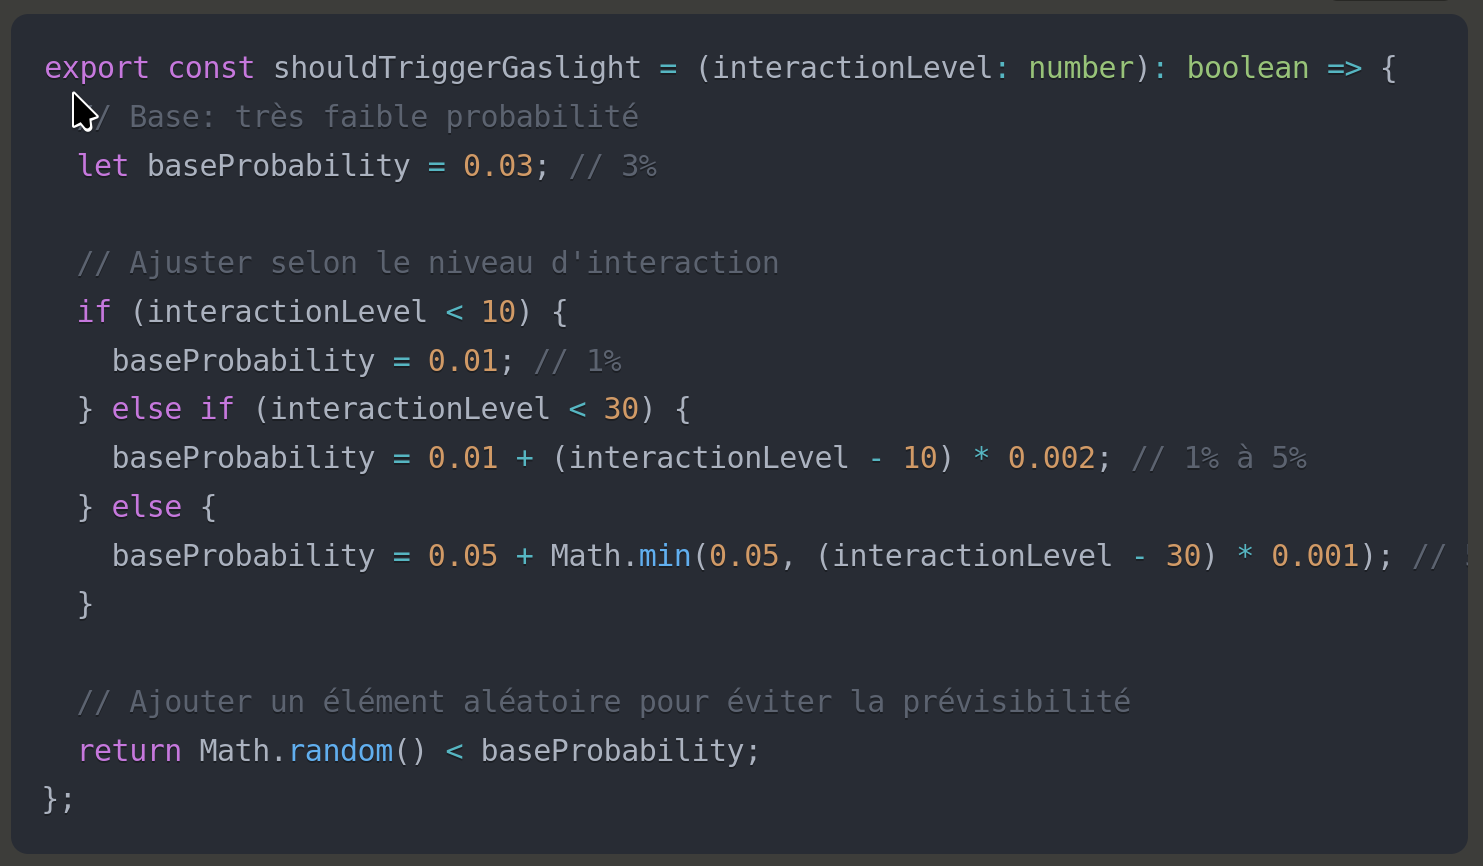 export const shouldTriggerGaslight = (interactionLevel: number): boolean => {
// Base: très faible probabilité
let baseProbability = 0.03; // 3%
// Ajuster selon le niveau d'interaction
if (interactionLevel < 10) {
baseProbability = 0.01; // 1%
} else if (interactionLevel < 30) {
baseProbability = 0.01 + (interactionLevel - 10) * 0.002; // 1% à 5%
} else {
baseProbability = 0.05 + Math.min(0.05, (interactionLevel - 30) * 0.001); //
}
// Ajouter un élément aléatoire pour éviter la prévisibilité
return Math.random() < baseProbability;
};